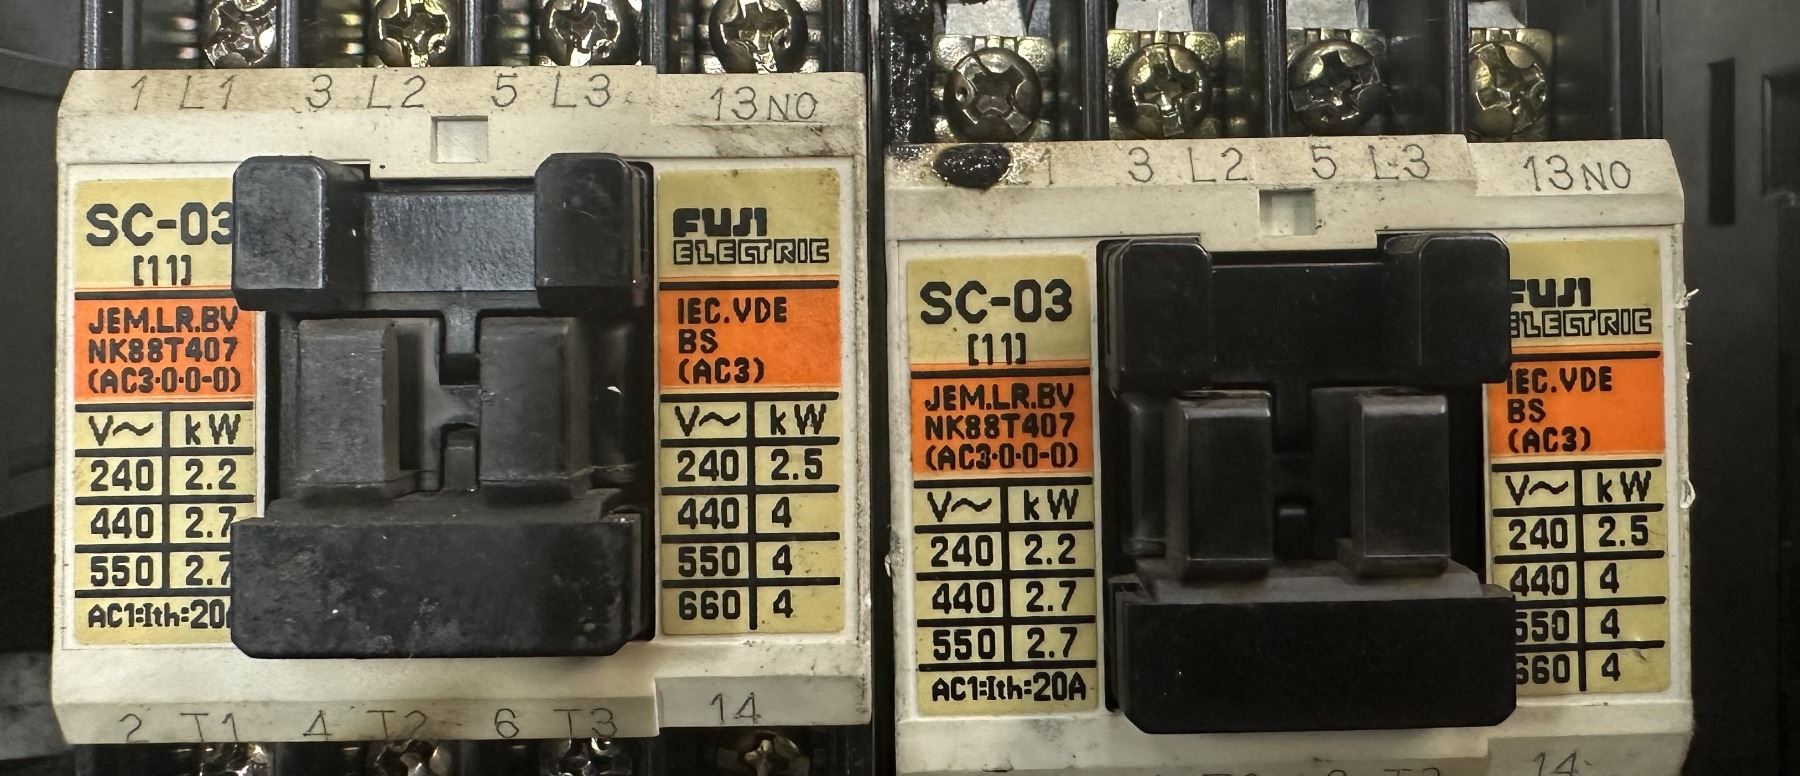 1 L1 3 L2 5 L3 13NO
SC-03
[11]
JEM.LR.BV
NK88T407
(AC3·0·0-0)
V~ kW
240 2.2
440 2.7
550 2.7
AC1:Ith:20
FUJI
ELECTRIC
IEC.VDE
BS
(AC3)
V~ kW
240 2.5
440 4
550 4
660 4
2 T1 4 T2 6 T3 14
3 L2 5 L3 13NO
SC-03
[11]
JEM.LR.BV
NK88T407
(AC3·0·0-0)
V~ kW
240 2.2
440 2.7
550 2.7
AC1:Ith:20A
FUJI
ELECTRIC
IEC.VDE
BS
(AC3)
V~ kW
240 2.5
440 4
550 4
660 4
14